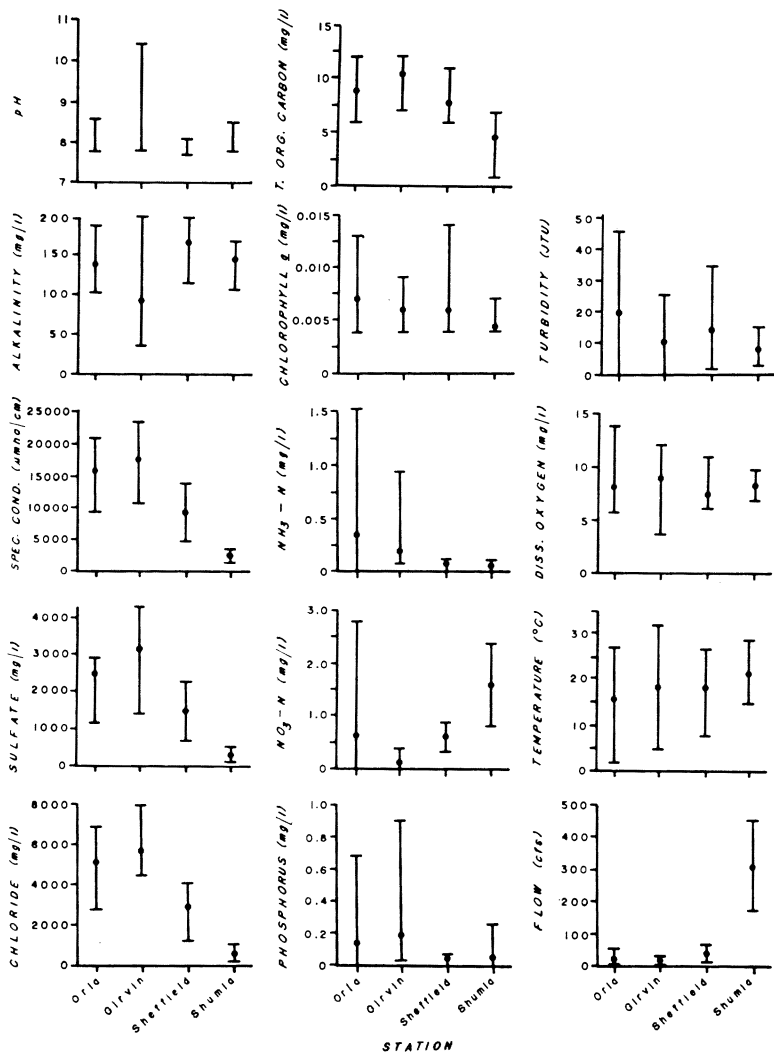 pH
11
10
9
8
7
T. ORG. CARBON (mg/l)
15
10
5
0
ALKALINITY (mg/l)
200
150
100
50
0
CHLOROPHYLL a (mg/l)
0.015
0.010
0.005
0
TURBIDITY (JTU)
50
40
30
20
10
0
SPEC. COND. (umno/cm)
25000
20000
15000
10000
5000
0
NH3-N (mg/l)
1.5
1.0
0.5
0
DISS. OXYGEN (mg/l)
15
10
5
0
SULFATE (mg/l)
4000
3000
2000
1000
0
NO3-N (mg/l)
3.0
2.0
1.0
0
TEMPERATURE (°C)
30
20
10
0
CHLORIDE (mg/l)
8000
6000
4000
2000
0
PHOSPHORUS (mg/l)
1.0
0.8
0.6
0.4
0.2
0
FLOW (cfs)
500
400
300
200
100
0
Orla
Girvin
Sheffield
Shumla
Orla
Girvin
Sheffield
Shumla
Orla
Girvin
Sheffield
Shumla
STATION